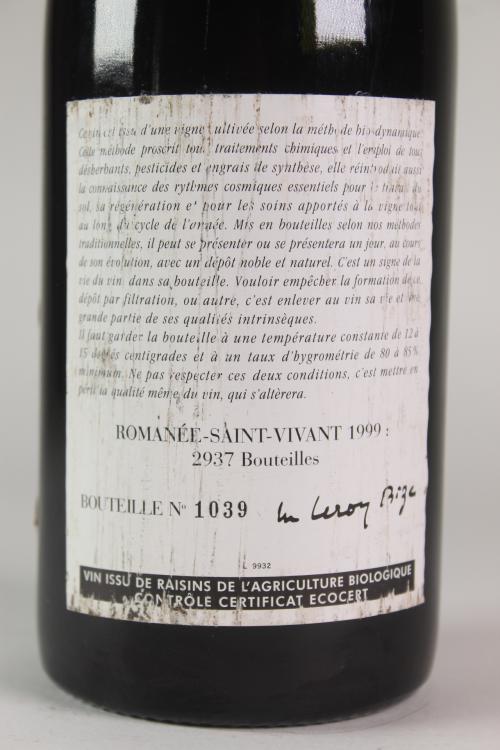 Ce vin est issu d'une vigne cultivée selon la méthode bio-dynamique.
Cette méthode proscrit tous traitements chimiques et l'emploi de tous
désherbants, pesticides et engrais de synthèse, elle réintroduit aussi
la connaissance des rythmes cosmiques essentiels pour le travail du
sol, sa régénération et pour les soins apportés à la vigne tout
au long du cycle de l'année. Mis en bouteilles selon nos méthodes
traditionnelles, il peut se présenter ou se présentera un jour, au cours
de son évolution, avec un dépôt noble et naturel. C'est un signe de la
vie du vin dans sa bouteille. Vouloir empêcher la formation de ce
dépôt par filtration, ou autre, c'est enlever au vin sa vie et une
grande partie de ses qualités intrinsèques.
Il faut garder la bouteille à une température constante de 12 à
15 degrés centigrades et à un taux d'hygrométrie de 80 à 85%
minimum. Ne pas respecter ces deux conditions, c'est mettre en
péril la qualité même du vin, qui s'altèrera.
ROMANÉE-SAINT-VIVANT 1999 :
2937 Bouteilles
BOUTEILLE N° 1039 Leroy Bize
L 9932
VIN ISSU DE RAISINS DE L'AGRICULTURE BIOLOGIQUE
CONTRÔLE CERTIFICAT ECOCERT